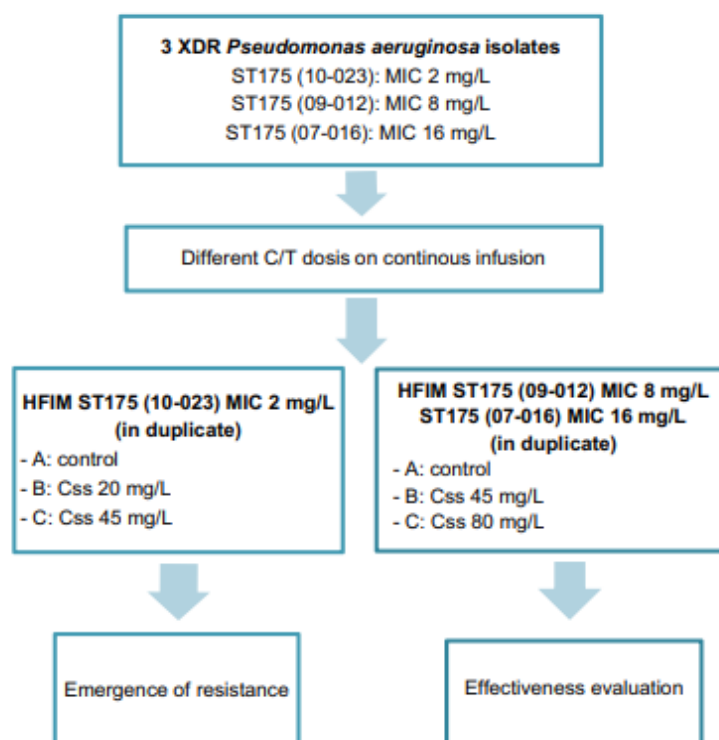 3 XDR Pseudomonas aeruginosa isolates
ST175 (10-023): MIC 2 mg/L
ST175 (09-012): MIC 8 mg/L
ST175 (07-016): MIC 16 mg/L
Different C/T dosis on continous infusion
HFIM ST175 (10-023) MIC 2 mg/L
(in duplicate)
- A: control
- B: Css 20 mg/L
- C: Css 45 mg/L
HFIM ST175 (09-012) MIC 8 mg/L
ST175 (07-016) MIC 16 mg/L
(in duplicate)
- A: control
- B: Css 45 mg/L
- C: Css 80 mg/L
Emergence of resistance
Effectiveness evaluation